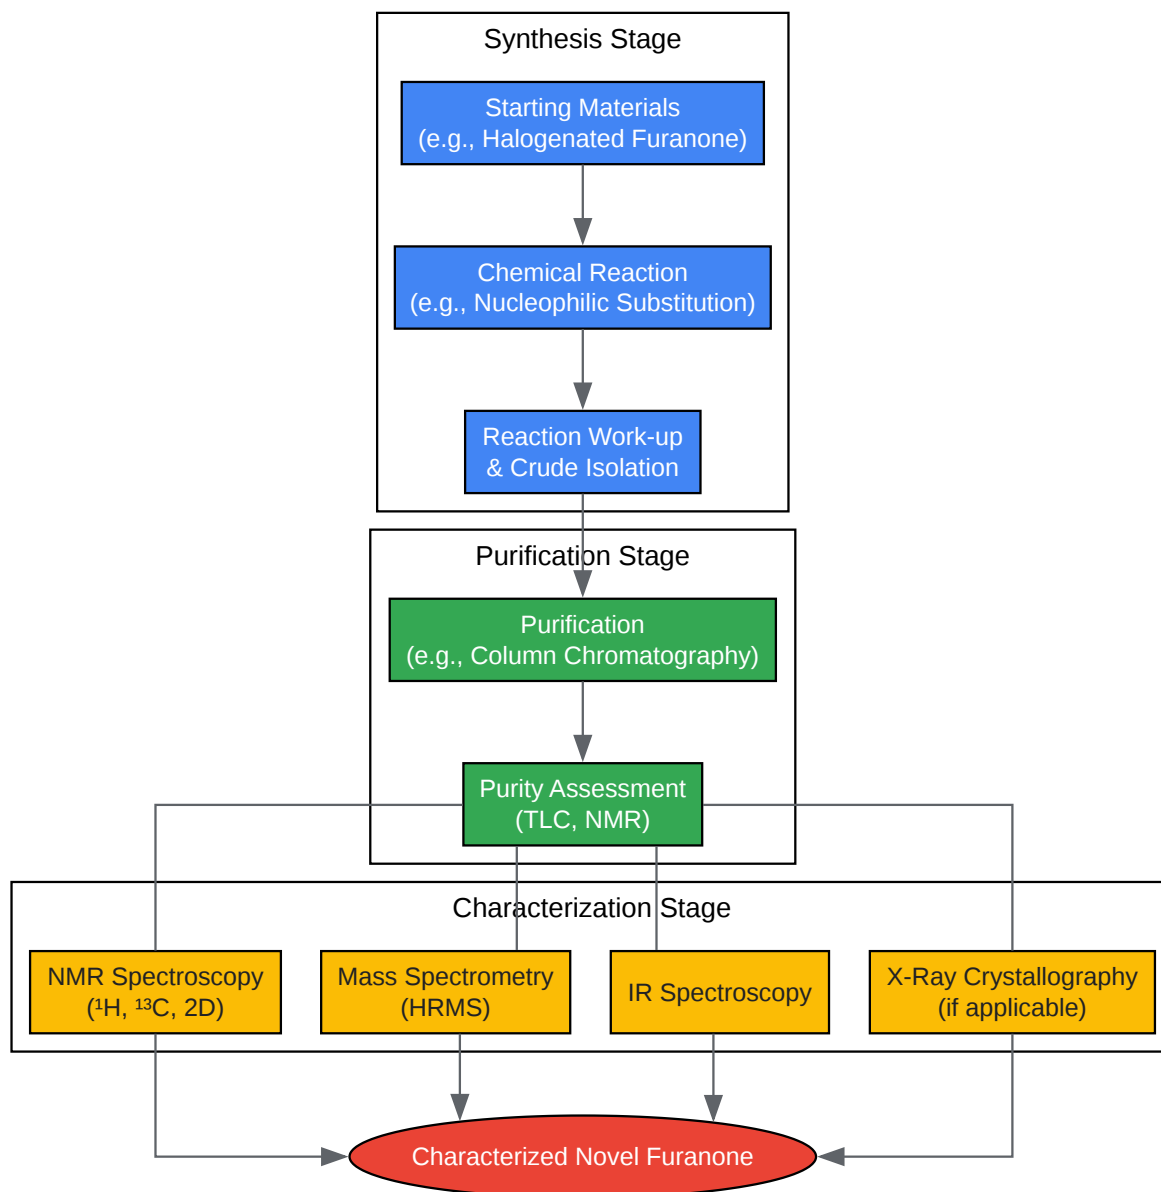 Synthesis Stage
Starting Materials
(e.g., Halogenated Furanone)
Chemical Reaction
(e.g., Nucleophilic Substitution)
Reaction Work-up
& Crude Isolation
Purification Stage
Purification
(e.g., Column Chromatography)
Purity Assessment
(TLC, NMR)
Characterization Stage
NMR Spectroscopy
(¹H, ¹³C, 2D)
Mass Spectrometry
(HRMS)
IR Spectroscopy
X-Ray Crystallography
(if applicable)
Characterized Novel Furanone